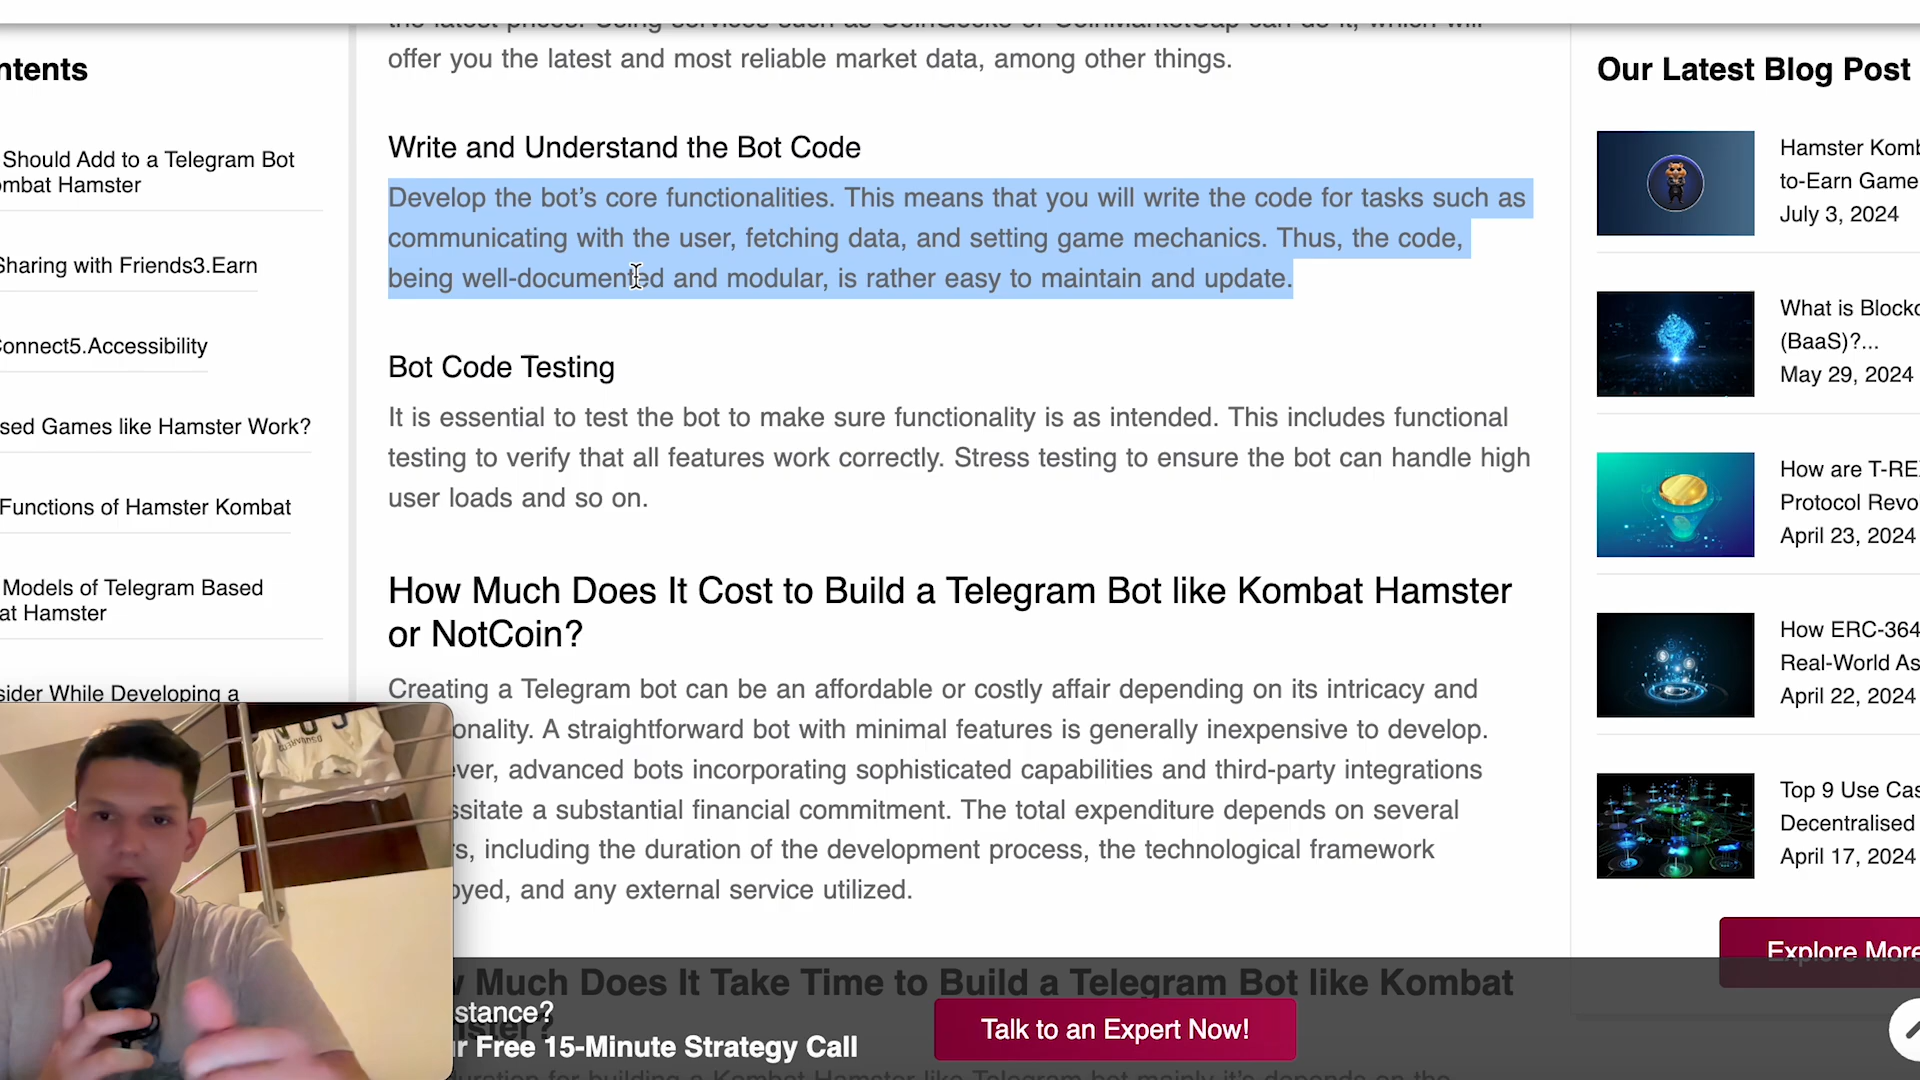 offer you the latest and most reliable market data, among other things.
ntents
Should Add to a Telegram Bot
ombat Hamster
Sharing with Friends3.Earn
Connect5.Accessibility
sed Games like Hamster Work?
Functions of Hamster Kombat
Models of Telegram Based
at Hamster
sider While Developing a
Write and Understand the Bot Code
Develop the bot’s core functionalities. This means that you will write the code for tasks such as
communicating with the user, fetching data, and setting game mechanics. Thus, the code,
being well-documented and modular, is rather easy to maintain and update.
Bot Code Testing
It is essential to test the bot to make sure functionality is as intended. This includes functional
testing to verify that all features work correctly. Stress testing to ensure the bot can handle high
user loads and so on.
How Much Does It Cost to Build a Telegram Bot like Kombat Hamster
or NotCoin?
Creating a Telegram bot can be an affordable or costly affair depending on its intricacy and
onality. A straightforward bot with minimal features is generally inexpensive to develop.
ever, advanced bots incorporating sophisticated capabilities and third-party integrations
ssitate a substantial financial commitment. The total expenditure depends on several
rs, including the duration of the development process, the technological framework
oyed, and any external service utilized.
Much Does It Take Time to Build a Telegram Bot like Kombat
stance?
r Free 15-Minute Strategy Call
Talk to an Expert Now!
Our Latest Blog Post
Hamster Komb
to-Earn Game
July 3, 2024
What is Blockc
(BaaS)?...
May 29, 2024
How are T-RE
Protocol Revo
April 23, 2024
How ERC-364
Real-World As
April 22, 2024
Top 9 Use Cas
Decentralised
April 17, 2024
Explore More